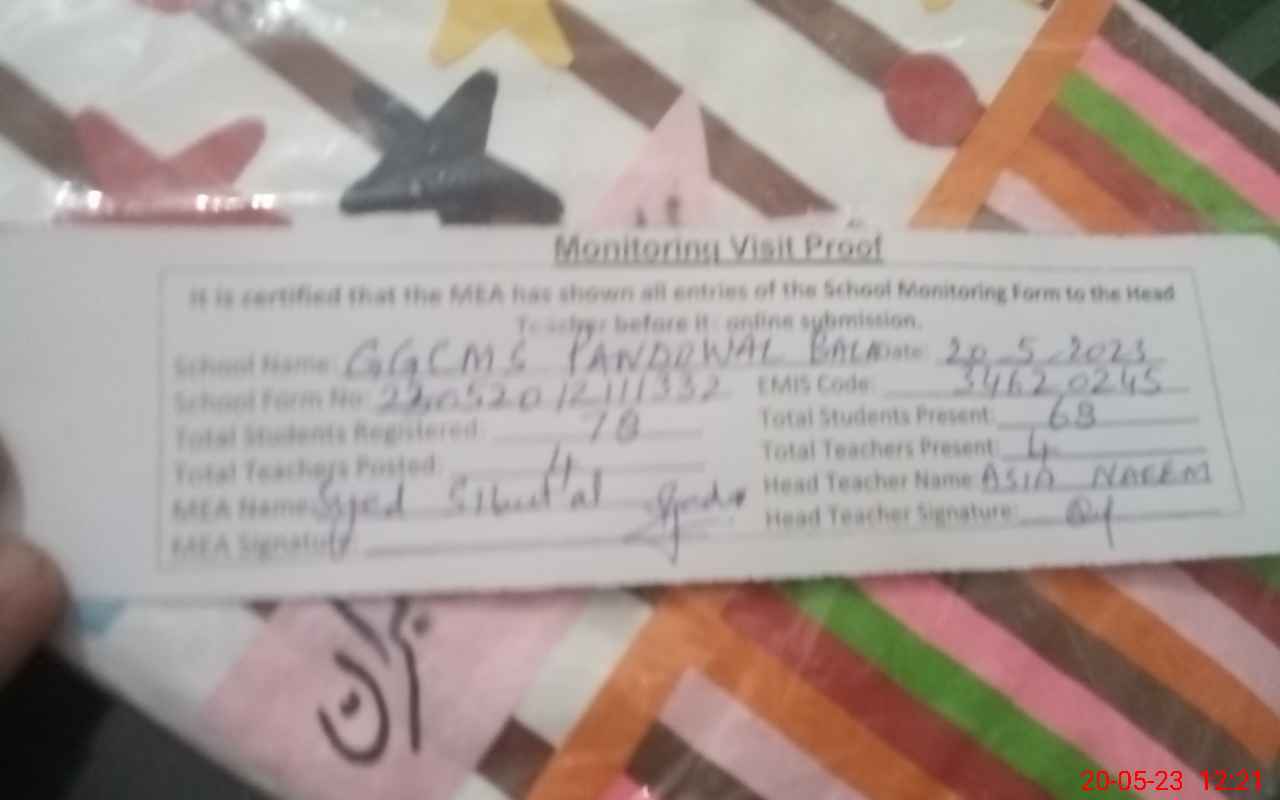 Monitoring Visit Proof
It is certified that the MEA has shown all entries of the School Monitoring Form to the Head
Teacher before it online submission.
School Name: GGCMS PANDOWAL BALA Date: 20-5-2023
School Form No: EMIS Code: 34620245
Total Students Registered: 78 Total Students Present: 68
Total Teachers Posted: 4 Total Teachers Present: 4
MEA Name: Syed Head Teacher Name: ASIA NAEEM
MEA Signature: Head Teacher Signature:
20-05-23 12:21